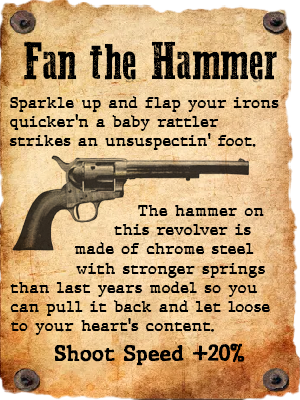 Fan the Hammer
Sparkle up and flap your irons
quicker'n a baby rattler
strikes an unsuspectin' foot.
The hammer on
this revolver is
made of chrome steel
with stronger springs
than last years model so you
can pull it back and let loose
to your heart's content.
Shoot Speed +20%